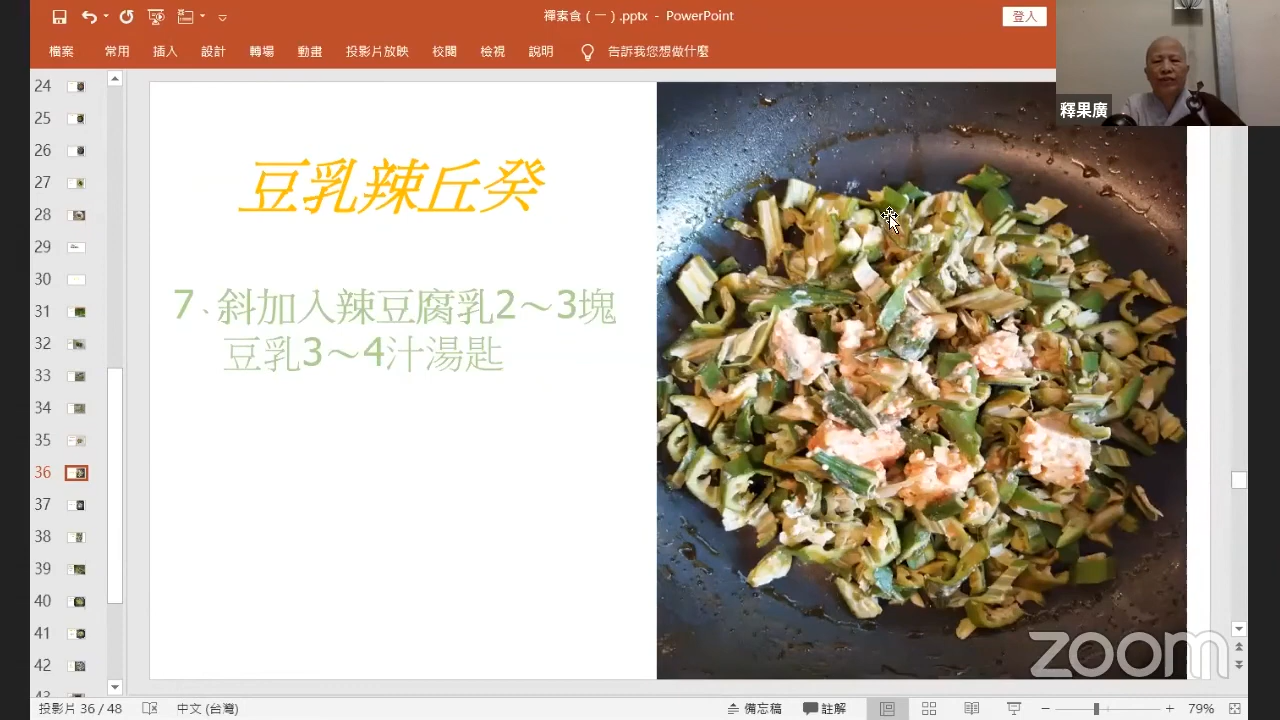 禪素食（一）.pptx - PowerPoint
登入
檔案 常用 插入 設計 轉場 動畫 投影片放映 校閱 檢視 說明 告訴我您想做什麼
釋果廣
24
25
26
27
28
29
30
31
32
33
34
35
36
37
38
39
40
41
42
43
豆乳辣丘癸
7、斜加入辣豆腐乳2～3塊
豆乳3～4汁湯匙
zoom
投影片 36 / 48 中文 (台灣) 備忘稿 註解 79%